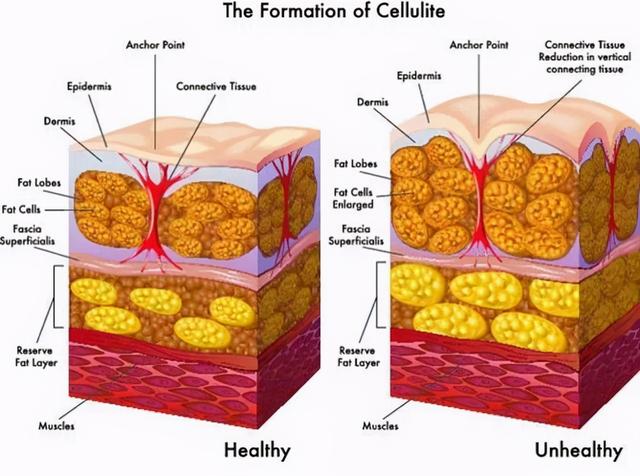 The Formation of Cellulite
Anchor Point
Epidermis
Connective Tissue
Dermis
Fat Lobes
Fat Cells
Fascia
Superficialis
Reserve
Fat Layer
Muscles
Healthy
Anchor Point
Connective Tissue
Reduction in vertical
connecting tissue
Epidermis
Dermis
Fat Lobes
Fat Cells
Enlarged
Fascia
Superficialis
Reserve
Fat Layer
Muscles
Unhealthy